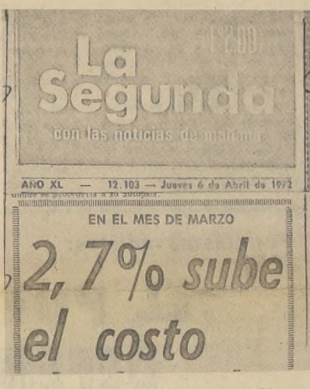 La
Segunda
con las noticias de mañana
AÑO XL — 12.103 — Jueves 6 de Abril de 1972
EN EL MES DE MARZO
2,7% sube
el costo